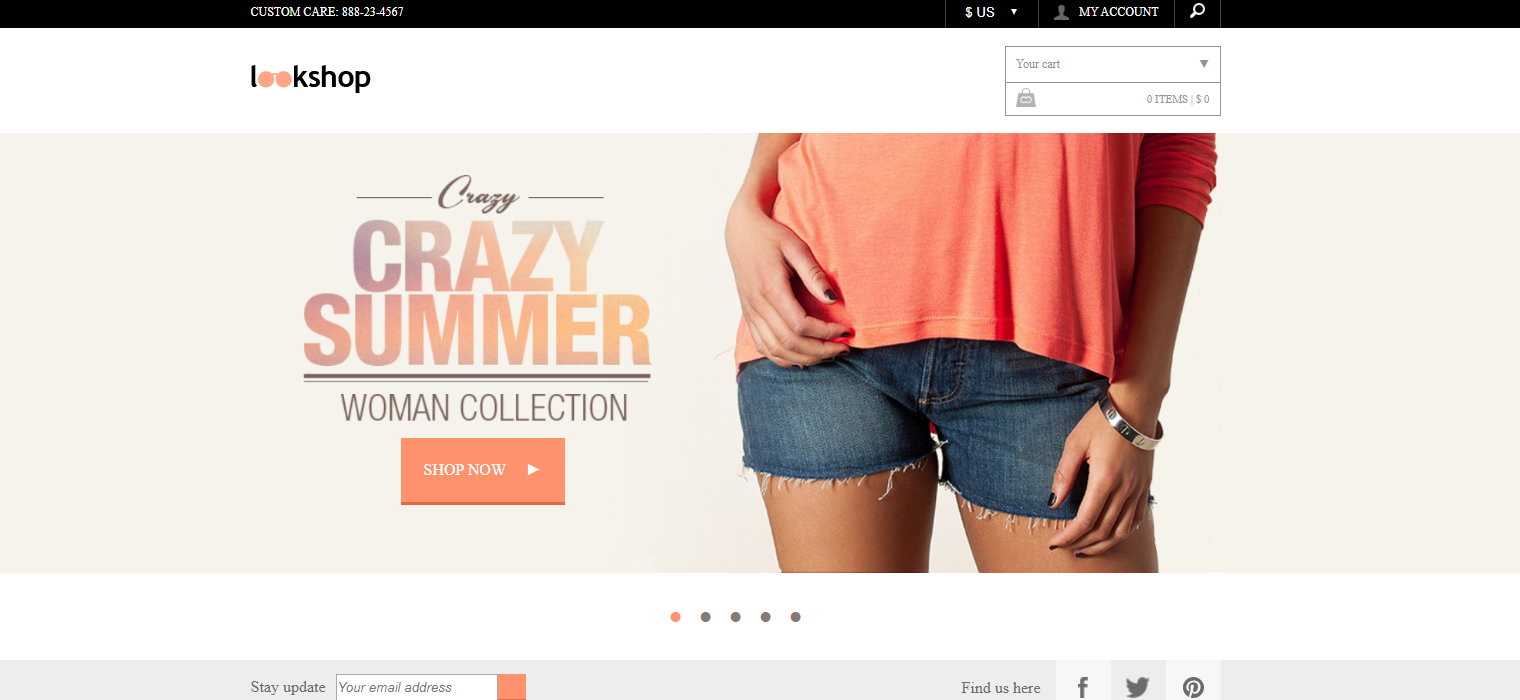 CUSTOM CARE: 888-23-4567
$ US
MY ACCOUNT
lookshop
Your cart
0 ITEMS | $ 0
Crazy
CRAZY
SUMMER
WOMAN COLLECTION
SHOP NOW
Stay update
Your email address
Find us here